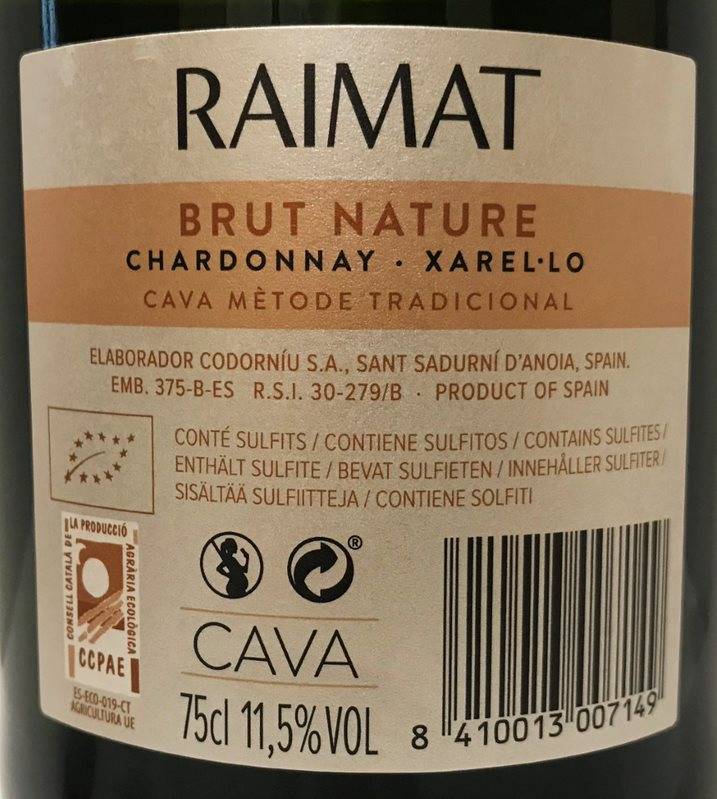 RAIMAT
BRUT NATURE
CHARDONNAY · XAREL·LO
CAVA MÈTODE TRADICIONAL
ELABORADOR CODORNÍU S.A., SANT SADURNÍ D'ANOIA, SPAIN.
EMB. 375-B-ES R.S.I. 30-279/B · PRODUCT OF SPAIN
CONTÉ SULFITS / CONTIENE SULFITOS / CONTAINS SULFITES /
ENTHÄLT SULFITE / BEVAT SULFIETEN / INNEHÅLLER SULFITER /
SISÄLTÄÄ SULFIITTEJA / CONTIENE SOLFITI
CONSELL CATALÀ DE
LA PRODUCCIÓ
AGRÀRIA ECOLÒGICA
CCPAE
ES-ECO-019-CT
AGRICULTURA UE
®
CAVA
75cl 11,5% VOL
8 410013 007149